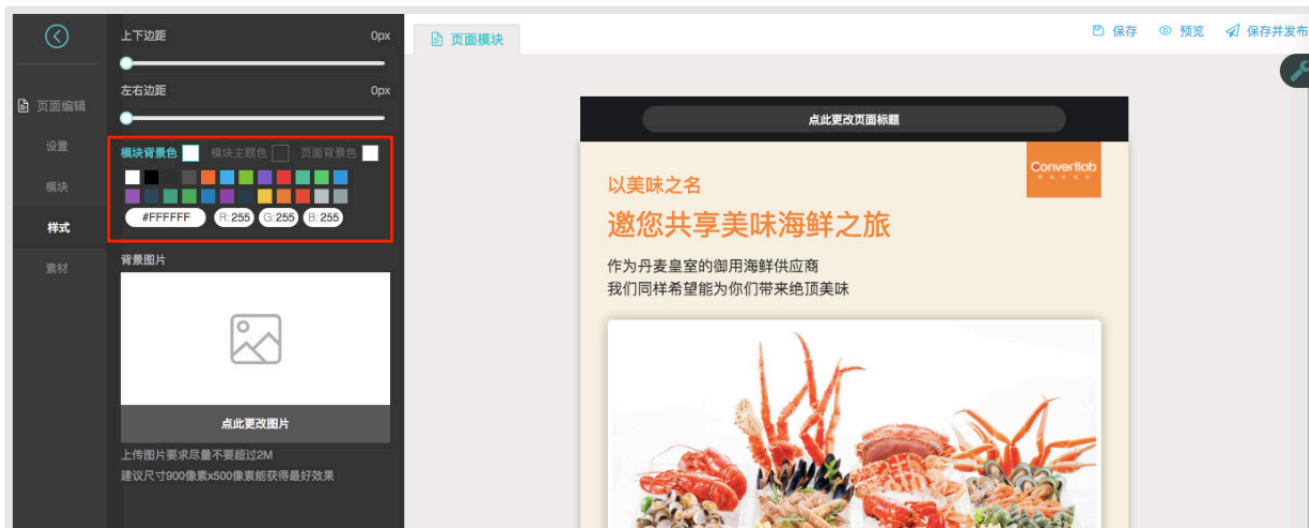 页面编辑
设置
模块
样式
素材
上下边距 0px
左右边距 0px
模块背景色 模块主题色 页面背景色
#FFFFFF R: 255 G: 255 B: 255
背景图片
点此更改图片
上传图片要求尽量不要超过2M
建议尺寸900像素x500像素能获得最好效果
页面模块
保存 预览 保存并发布
点此更改页面标题
Convertlab
以美味之名
邀您共享美味海鲜之旅
作为丹麦皇室的御用海鲜供应商
我们同样希望能为你们带来绝顶美味